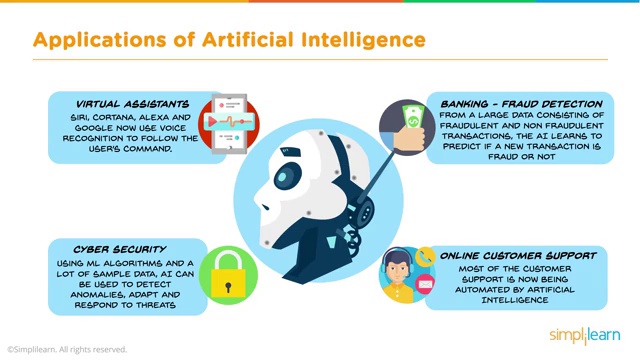 Applications of Artificial Intelligence
VIRTUAL ASSISTANTS
SIRI, CORTANA, ALEXA AND
GOOGLE NOW USE VOICE
RECOGNITION TO FOLLOW THE
USER'S COMMAND.
BANKING - FRAUD DETECTION
FROM A LARGE DATA CONSISTING OF
FRAUDULENT AND NON FRAUDULENT
TRANSACTIONS, THE AI LEARNS TO
PREDICT IF A NEW TRANSACTION IS
FRAUD OR NOT
CYBER SECURITY
USING ML ALGORITHMS AND A
LOT OF SAMPLE DATA, AI CAN
BE USED TO DETECT
ANOMALIES, ADAPT AND
RESPOND TO THREATS
ONLINE CUSTOMER SUPPORT
MOST OF THE CUSTOMER
SUPPORT IS NOW BEING
AUTOMATED BY ARTIFICIAL
INTELLIGENCE
©Simplilearn. All rights reserved.
simplilearn